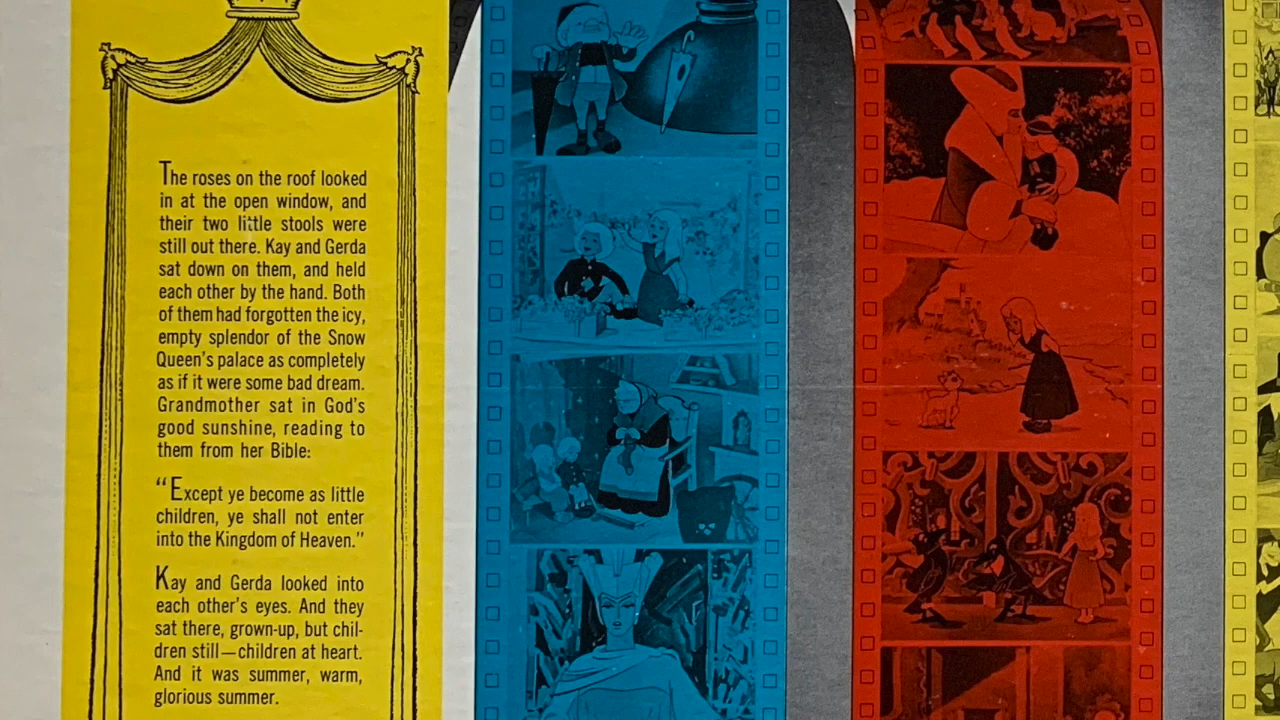 The roses on the roof looked
in at the open window, and
their two little stools were
still out there. Kay and Gerda
sat down on them, and held
each other by the hand. Both
of them had forgotten the icy,
empty splendor of the Snow
Queen's palace as completely
as if it were some bad dream.
Grandmother sat in God's
good sunshine, reading to
them from her Bible:
"Except ye become as little
children, ye shall not enter
into the Kingdom of Heaven."
Kay and Gerda looked into
each other's eyes. And they
sat there, grown-up, but chil-
dren still—children at heart.
And it was summer, warm,
glorious summer.